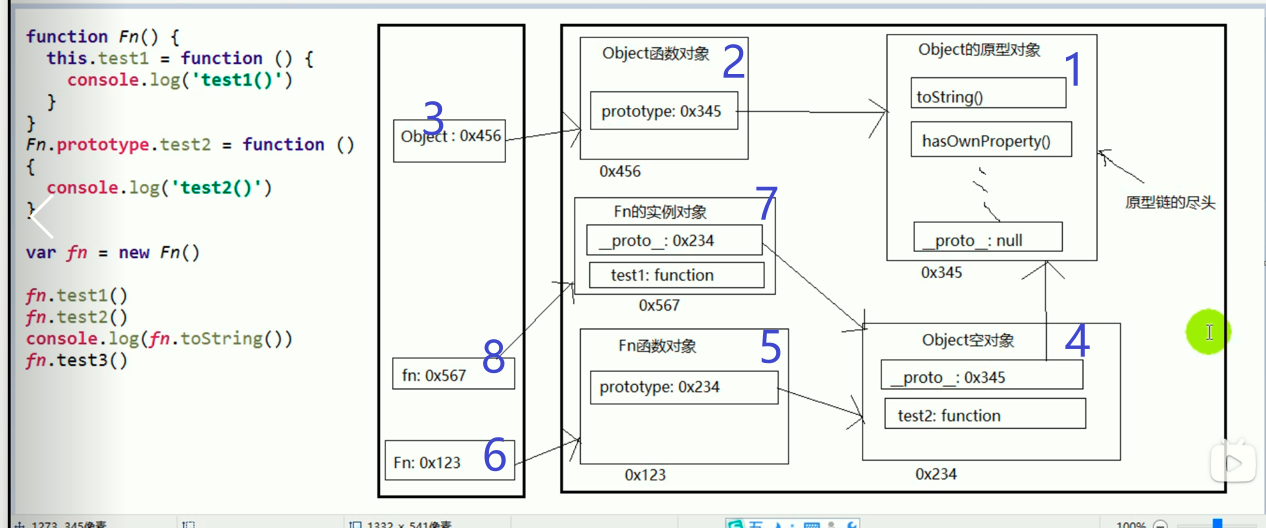 function Fn() {
this.test1 = function () {
console.log('test1()')
}
}
Fn.prototype.test2 = function ()
{
console.log('test2()')
}
var fn = new Fn()
fn.test1()
fn.test2()
console.log(fn.toString())
fn.test3()
3
Object : 0x456
8
fn: 0x567
6
Fn: 0x123
Object函数对象
2
prototype: 0x345
0x456
Object的原型对象
1
toString()
hasOwnProperty()
__proto__: null
0x345
原型链的尽头
Fn的实例对象
7
__proto__: 0x234
test1: function
0x567
Fn函数对象
5
prototype: 0x234
0x123
Object空对象
4
__proto__: 0x345
test2: function
0x234
1273, 345像素
1332 × 541像素
五
100%